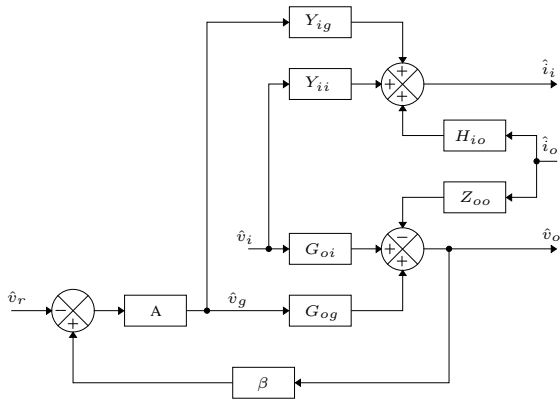 Y_{ig}
+
Y_{ii} + + î_i
+
H_{io}
î_o
Z_{oo}
−
v̂_i G_{oi} + v̂_o
+
v̂_r − A v̂_g G_{og}
+
β